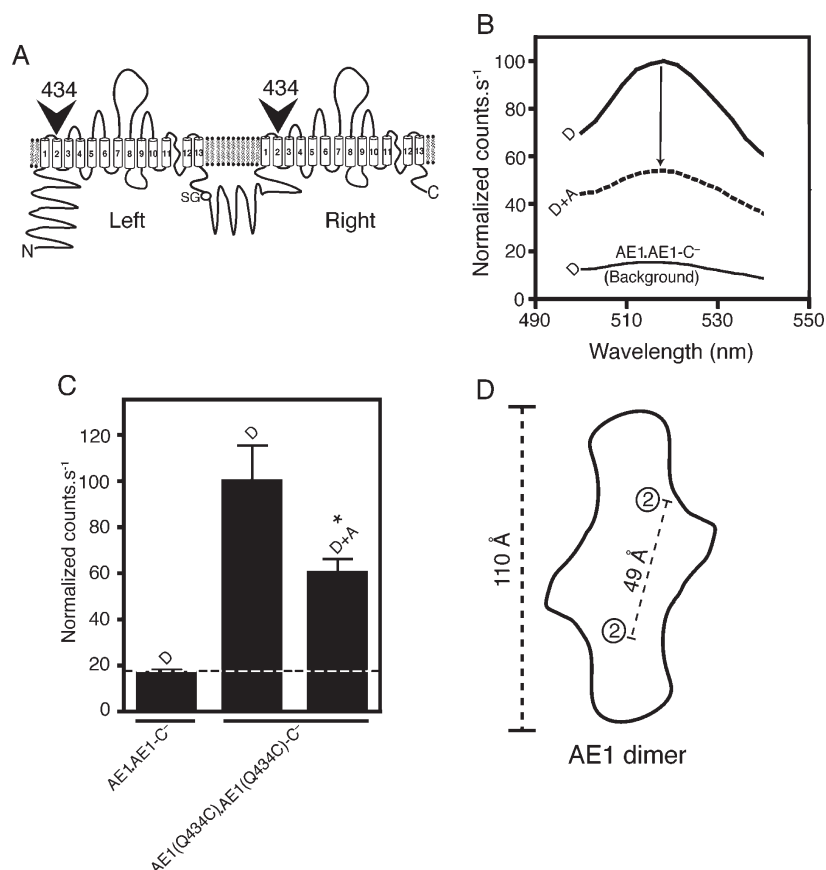 A
434
434
1 2 3 4 5 6 7 8 9 10 11 12 13
1 2 3 4 5 6 7 8 9 10 11 12 13
SG
C
Left
Right
N
B
Normalized counts.s⁻¹
100
80
60
40
20
0
D
D+A
D
AE1.AE1-C⁻
(Background)
490
510
530
550
Wavelength (nm)
C
Normalized counts.s⁻¹
120
100
80
60
40
20
0
D
D
*
D+A
AE1.AE1-C⁻
AE1(Q434C).AE1(Q434C)-C⁻
D
110 Å
2
49 Å
2
AE1 dimer